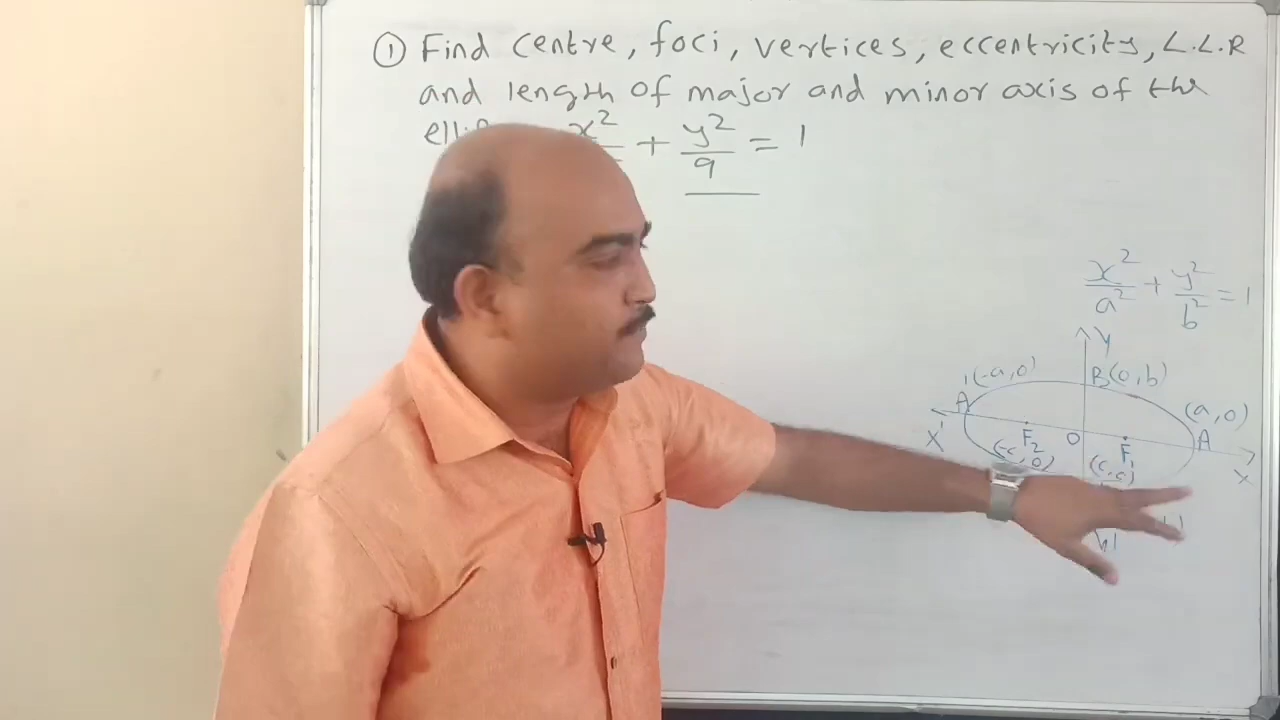 ① Find centre, foci, vertices, eccentricity, L.L.R
and length of major and minor axis of the
x² + y²/9 = 1
x²/a² + y²/b² = 1
Y
A'(-a,0) B(0,b)
(a,0)
X' F₂ O F₁ A
(-c,0) (c,0) X